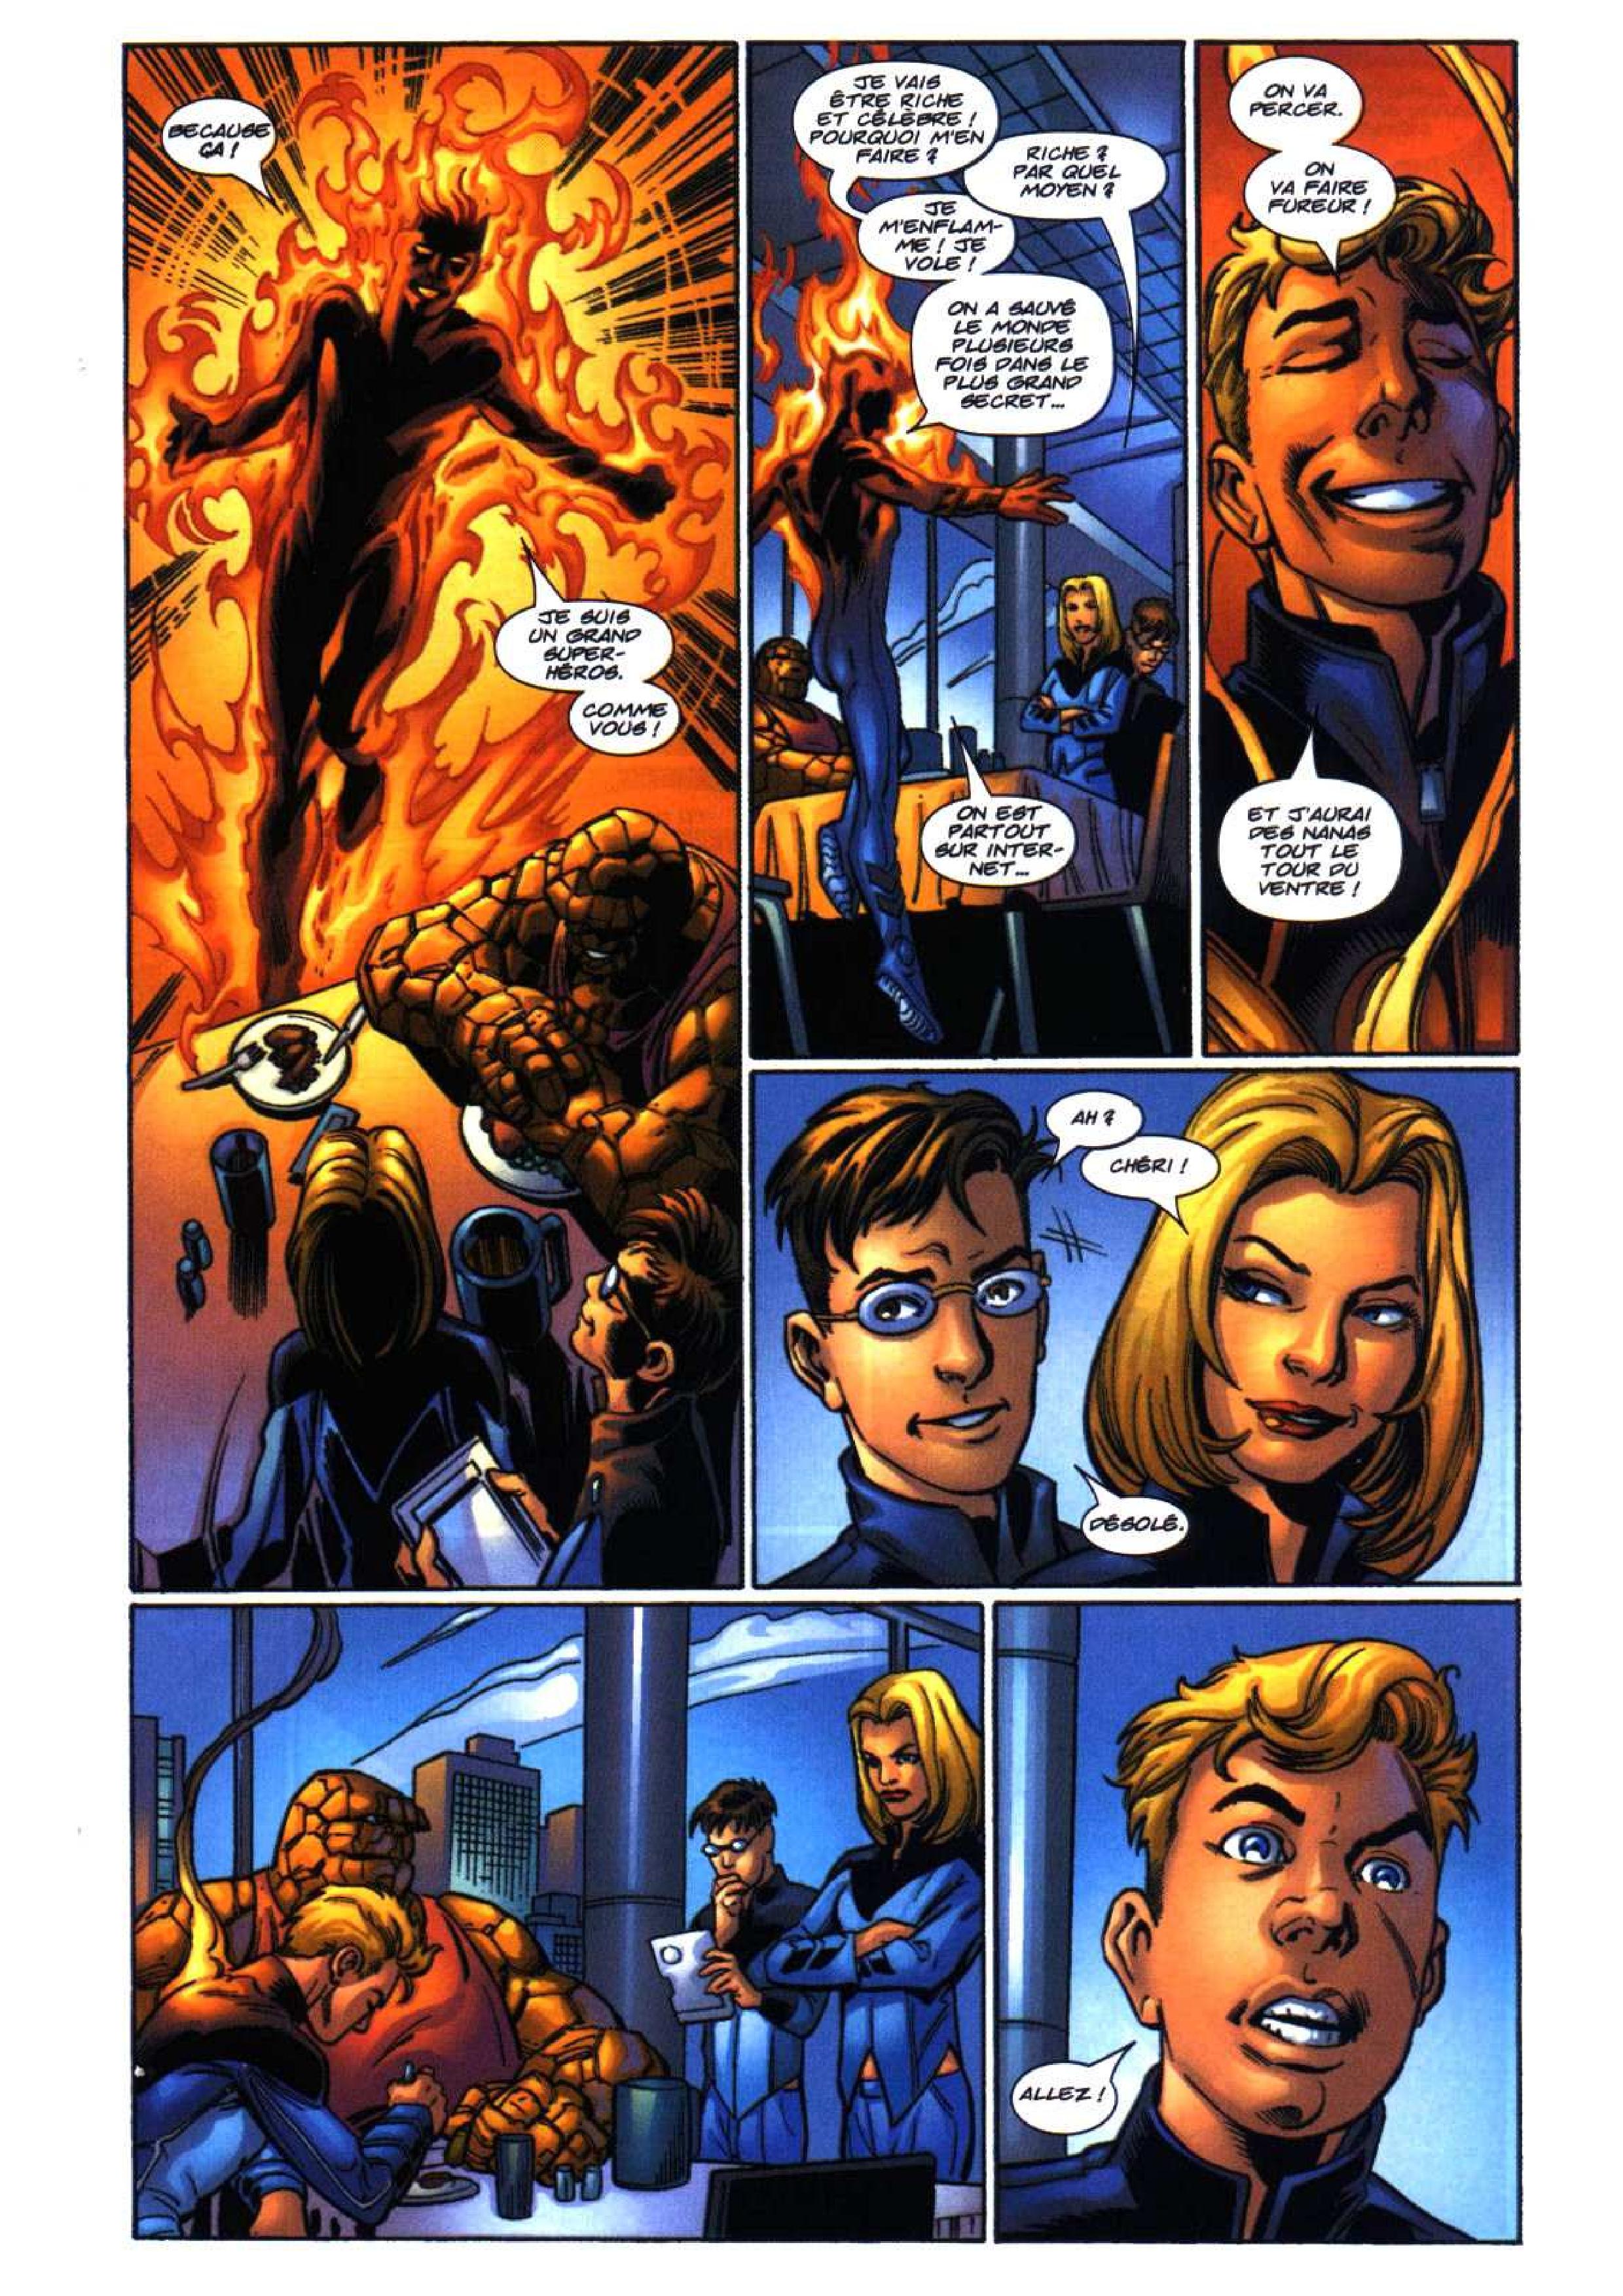 BECAUSE
ÇA !
JE SUIS
UN GRAND
SUPER-
HÉROS.
COMME
VOUS !
JE VAIS
ÊTRE RICHE
ET CÉLÈBRE !
POURQUOI M'EN
FAIRE ?
RICHE ?
PAR QUEL
MOYEN ?
JE
M'ENFLAM-
ME ! JE
VOLE !
ON A SAUVÉ
LE MONDE
PLUSIEURS
FOIS DANS LE
PLUS GRAND
SECRET...
ON EST
PARTOUT
SUR INTER-
NET...
ON VA
PERCER.
ON
VA FAIRE
FUREUR !
ET J'AURAI
DES NANAS
TOUT LE
TOUR DU
VENTRE !
AH ?
CHÉRI !
DÉSOLÉ.
ALLEZ !